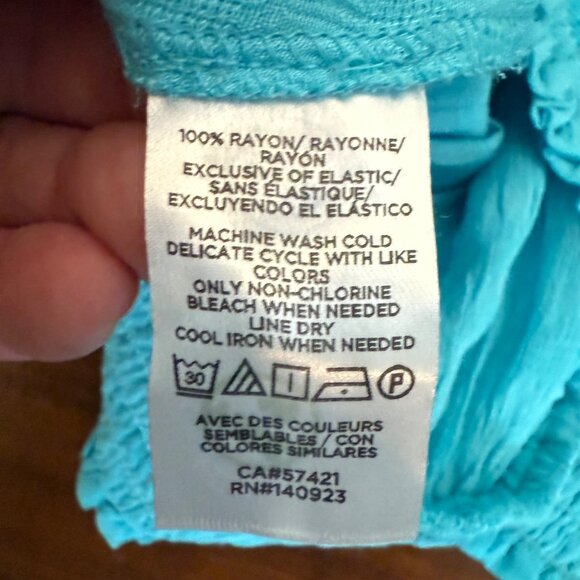 100% RAYON/ RAYONNE/
RAYÓN
EXCLUSIVE OF ELASTIC/
SANS ÉLASTIQUE/
EXCLUYENDO EL ELÁSTICO
MACHINE WASH COLD
DELICATE CYCLE WITH LIKE
COLORS
ONLY NON-CHLORINE
BLEACH WHEN NEEDED
LINE DRY
COOL IRON WHEN NEEDED
30 P
AVEC DES COULEURS
SEMBLABLES / CON
COLORES SIMILARES
CA#57421
RN#140923